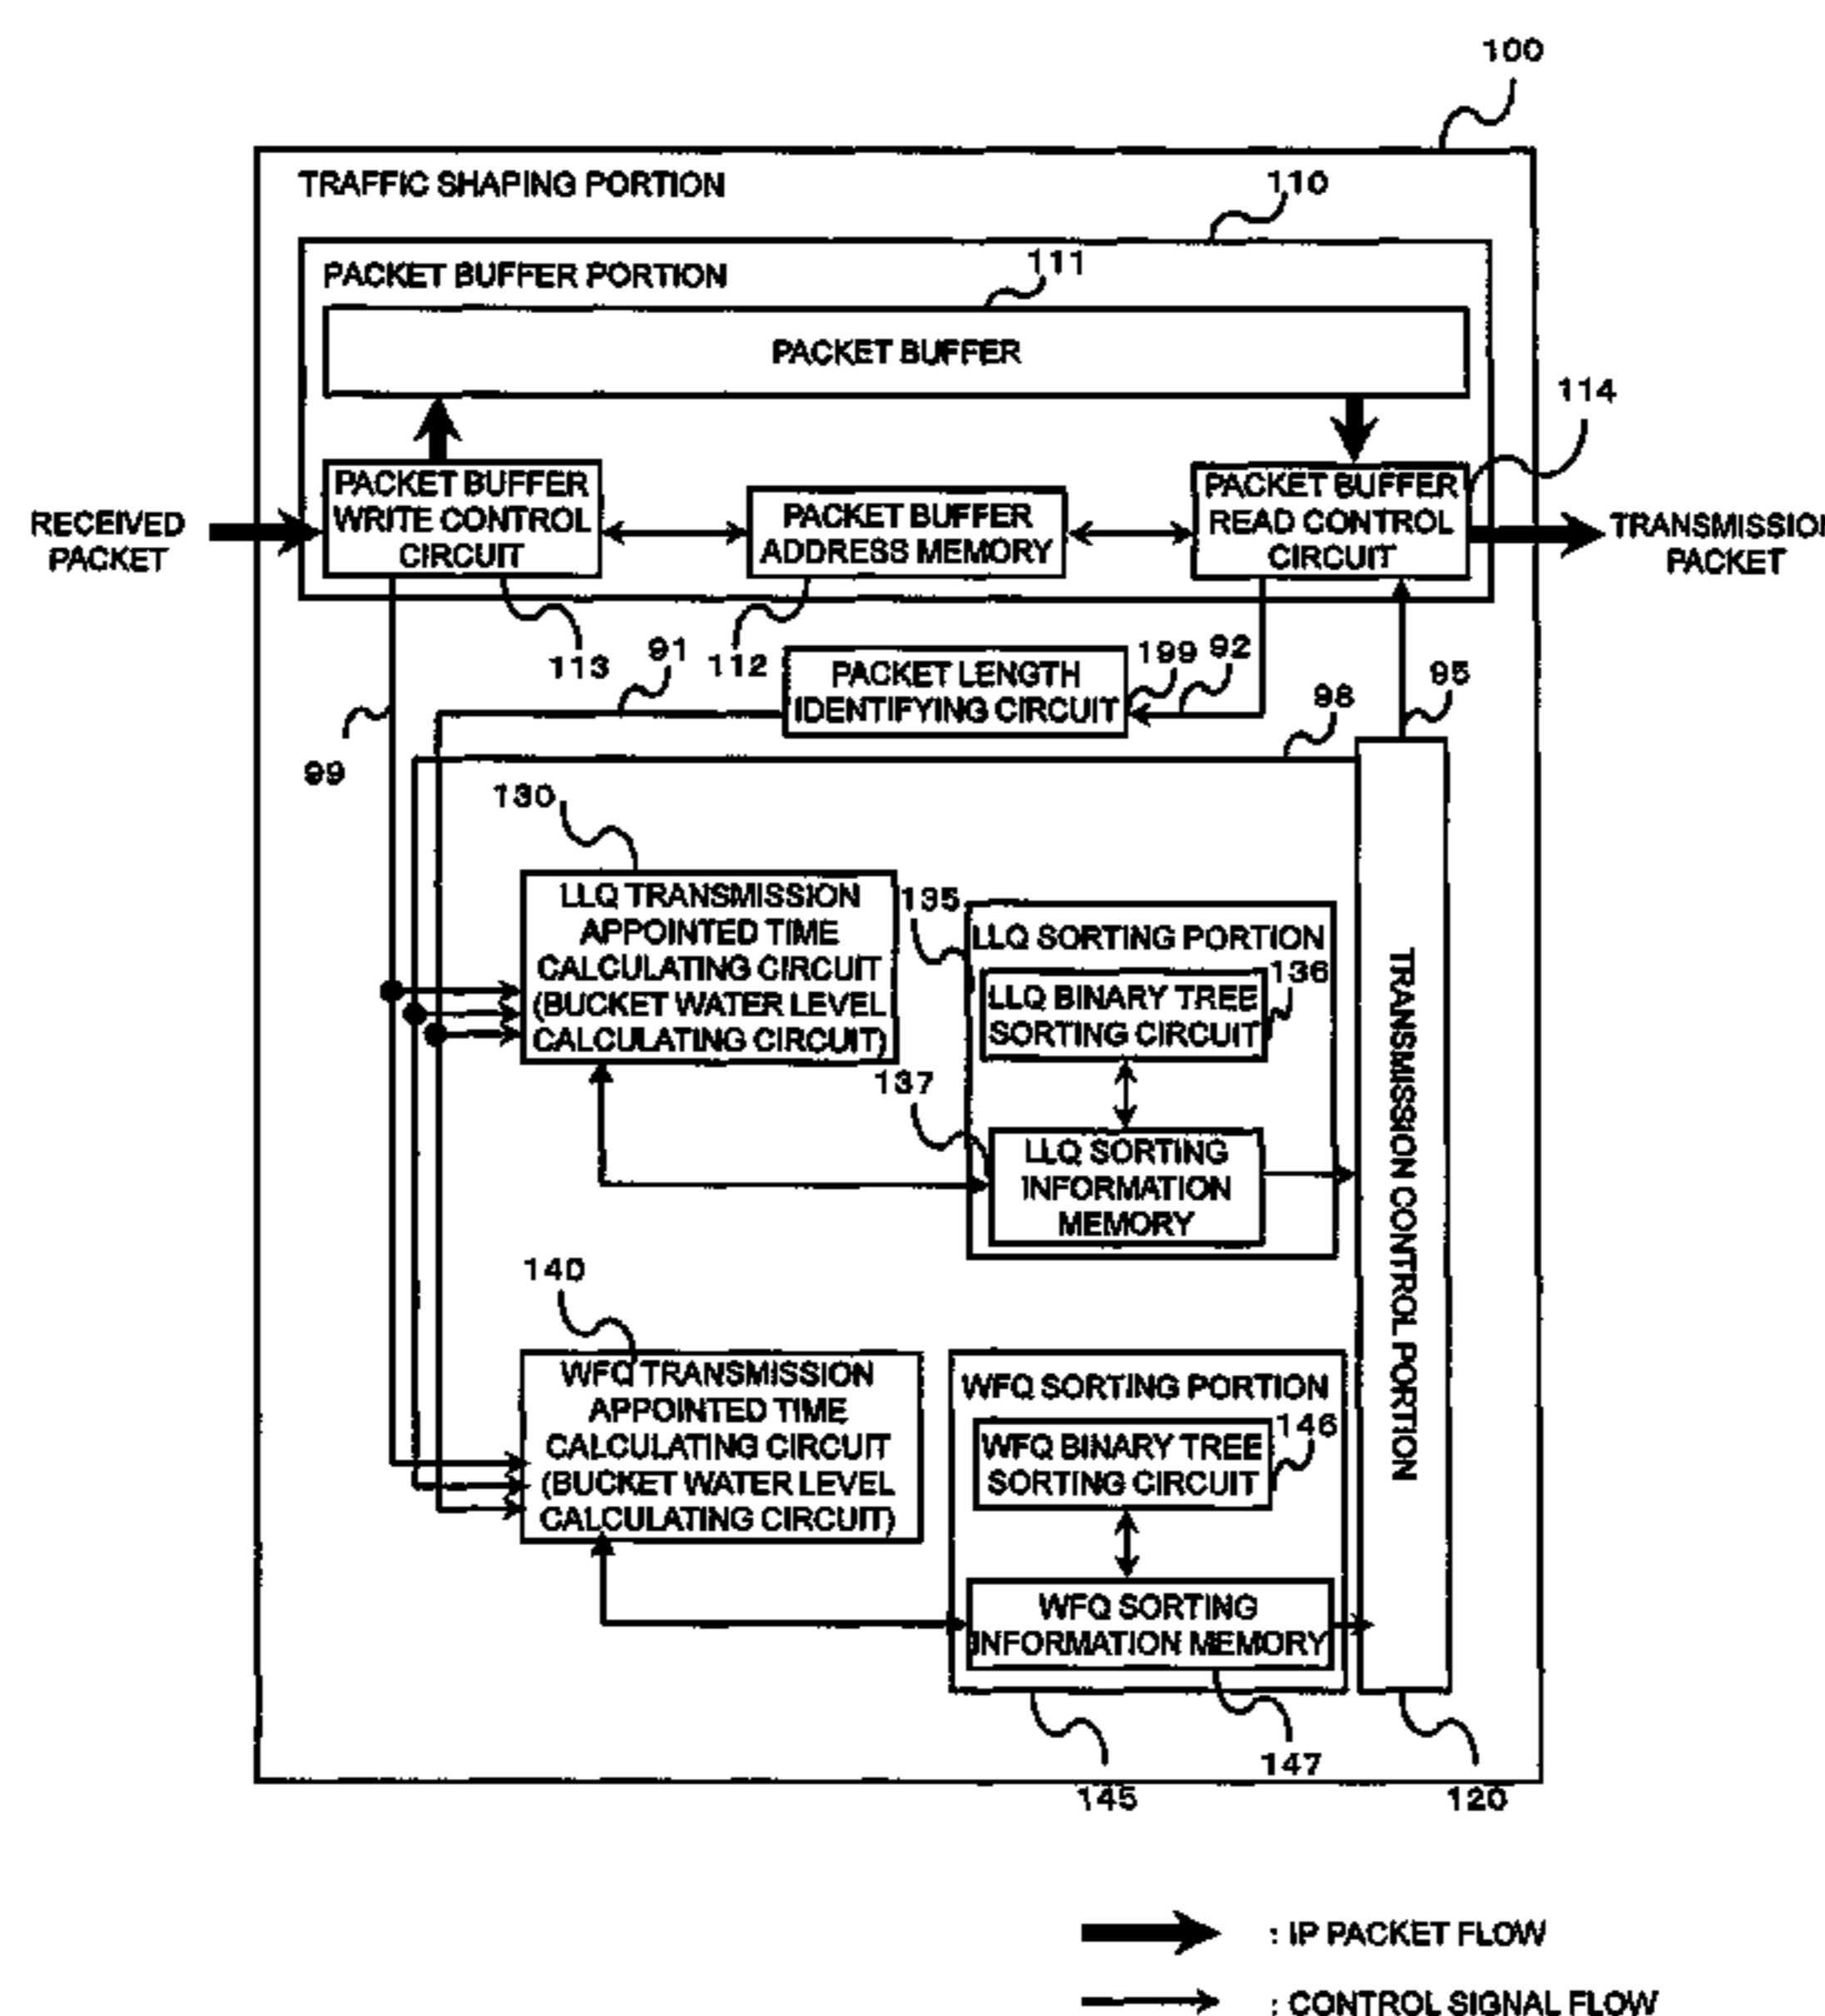 100
TRAFFIC SHAPING PORTION
110
PACKET BUFFER PORTION
111
PACKET BUFFER
114
RECEIVED
PACKET
PACKET BUFFER
WRITE CONTROL
CIRCUIT
PACKET BUFFER
ADDRESS MEMORY
PACKET BUFFER
READ CONTROL
CIRCUIT
TRANSMISSION
PACKET
113
91
112
PACKET LENGTH
IDENTIFYING CIRCUIT
199
92
95
98
99
130
LLQ TRANSMISSION
APPOINTED TIME
CALCULATING CIRCUIT
(BUCKET WATER LEVEL
CALCULATING CIRCUIT)
135
LLQ SORTING PORTION
136
LLQ BINARY TREE
SORTING CIRCUIT
137
LLQ SORTING
INFORMATION
MEMORY
TRANSMISSION CONTROL PORTION
140
WFQ TRANSMISSION
APPOINTED TIME
CALCULATING CIRCUIT
(BUCKET WATER LEVEL
CALCULATING CIRCUIT)
WFQ SORTING PORTION
146
WFQ BINARY TREE
SORTING CIRCUIT
WFQ SORTING
INFORMATION MEMORY
147
145
120
: IP PACKET FLOW
: CONTROL SIGNAL FLOW